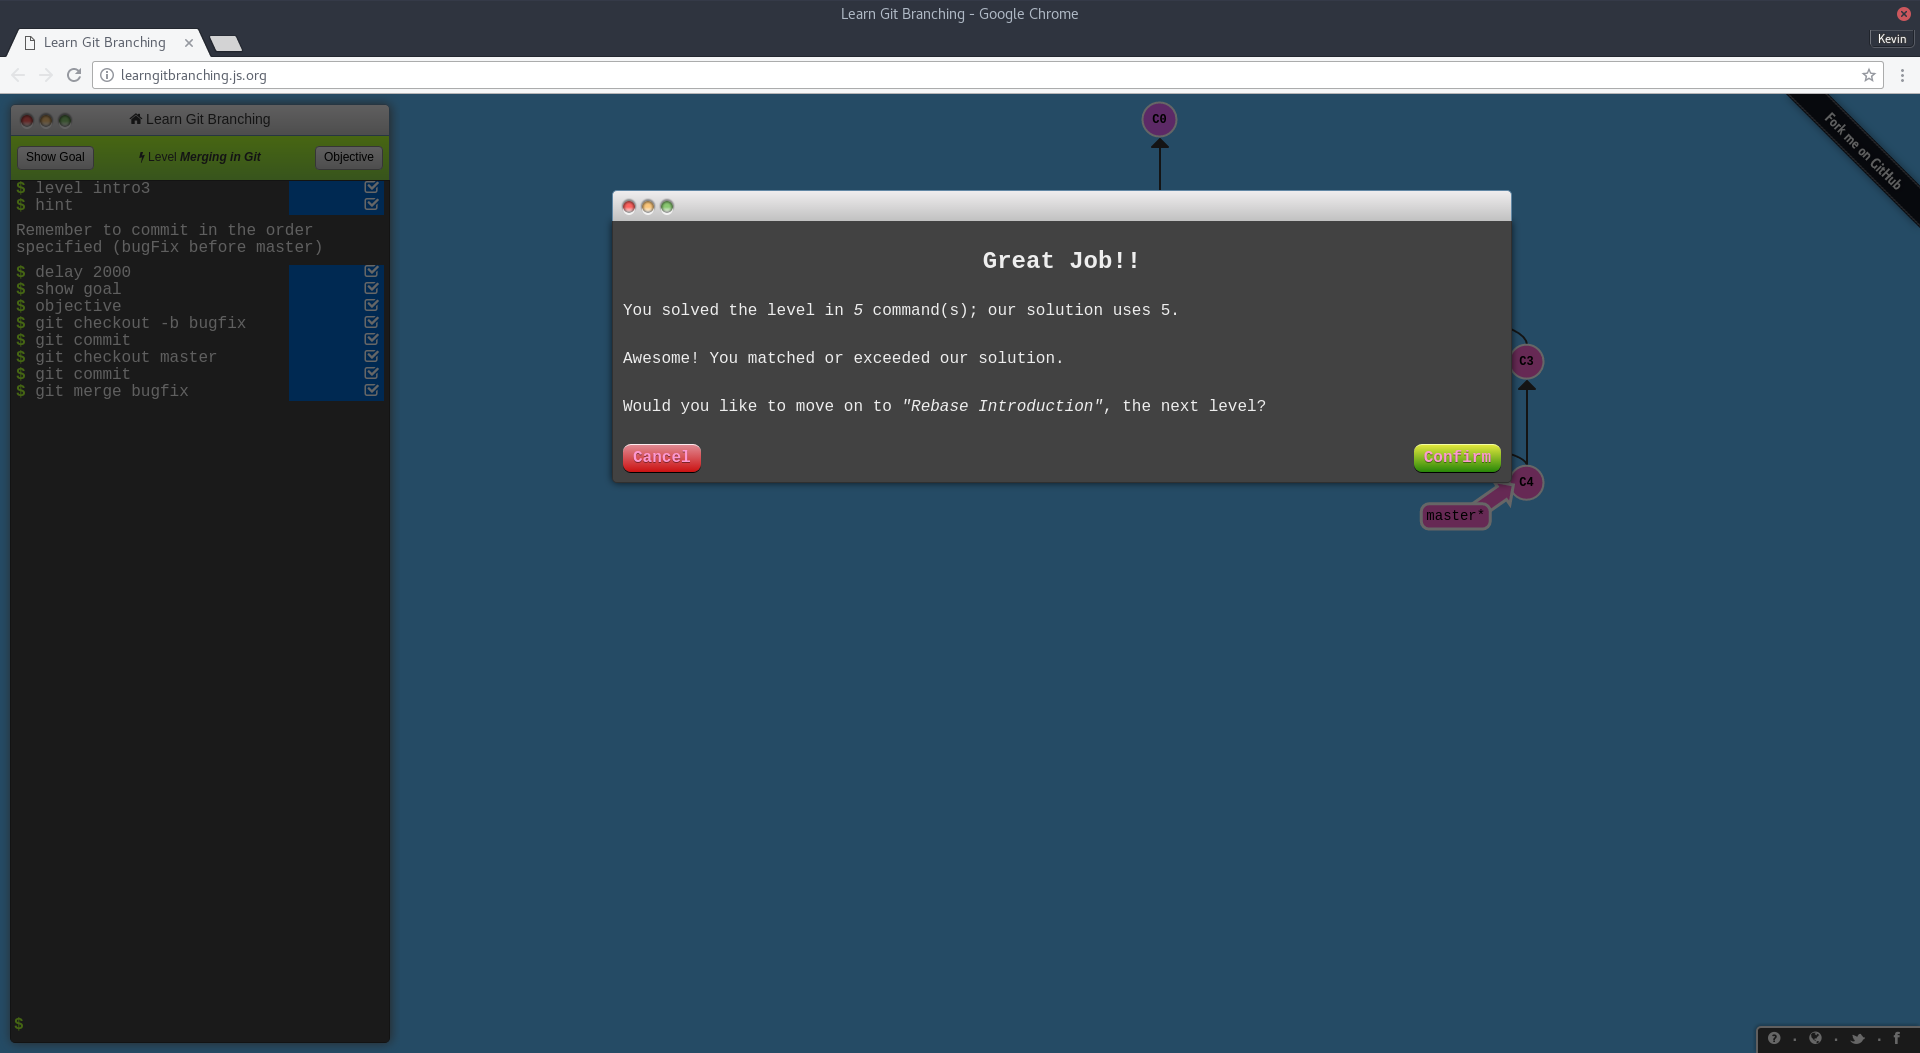 Learn Git Branching - Google Chrome
Learn Git Branching
Kevin
learngitbranching.js.org
Learn Git Branching
Show Goal
Level Merging in Git
Objective
$ level intro3
$ hint
Remember to commit in the order
specified (bugFix before master)
$ delay 2000
$ show goal
$ objective
$ git checkout -b bugfix
$ git commit
$ git checkout master
$ git commit
$ git merge bugfix
$
C0
Fork me on GitHub
Great Job!!
You solved the level in 5 command(s); our solution uses 5.
Awesome! You matched or exceeded our solution.
Would you like to move on to "Rebase Introduction", the next level?
Cancel
Confirm
C3
C4
master*